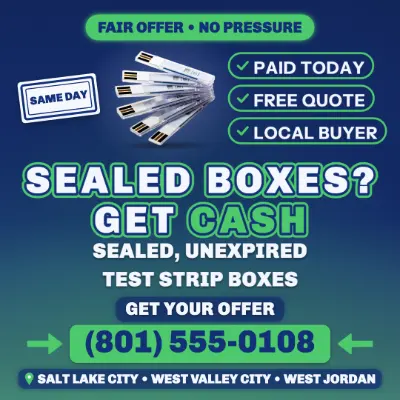 FAIR OFFER • NO PRESSURE
SAME DAY
PAID TODAY
FREE QUOTE
LOCAL BUYER
SEALED BOXES?
GET CASH
SEALED, UNEXPIRED
TEST STRIP BOXES
GET YOUR OFFER
(801) 555-0108
SALT LAKE CITY • WEST VALLEY CITY • WEST JORDAN